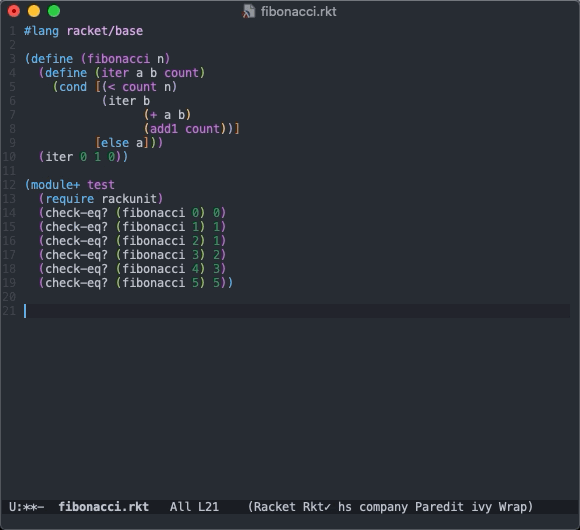 fibonacci.rkt
1 #lang racket/base
2
3 (define (fibonacci n)
4   (define (iter a b count)
5     (cond [(< count n)
6            (iter b
7                  (+ a b)
8                  (add1 count))]
9           [else a]))
10   (iter 0 1 0))
11
12 (module+ test
13   (require rackunit)
14   (check-eq? (fibonacci 0) 0)
15   (check-eq? (fibonacci 1) 1)
16   (check-eq? (fibonacci 2) 1)
17   (check-eq? (fibonacci 3) 2)
18   (check-eq? (fibonacci 4) 3)
19   (check-eq? (fibonacci 5) 5))
20
21
U:**-  fibonacci.rkt   All L21    (Racket Rkt✓ hs company Paredit ivy Wrap)